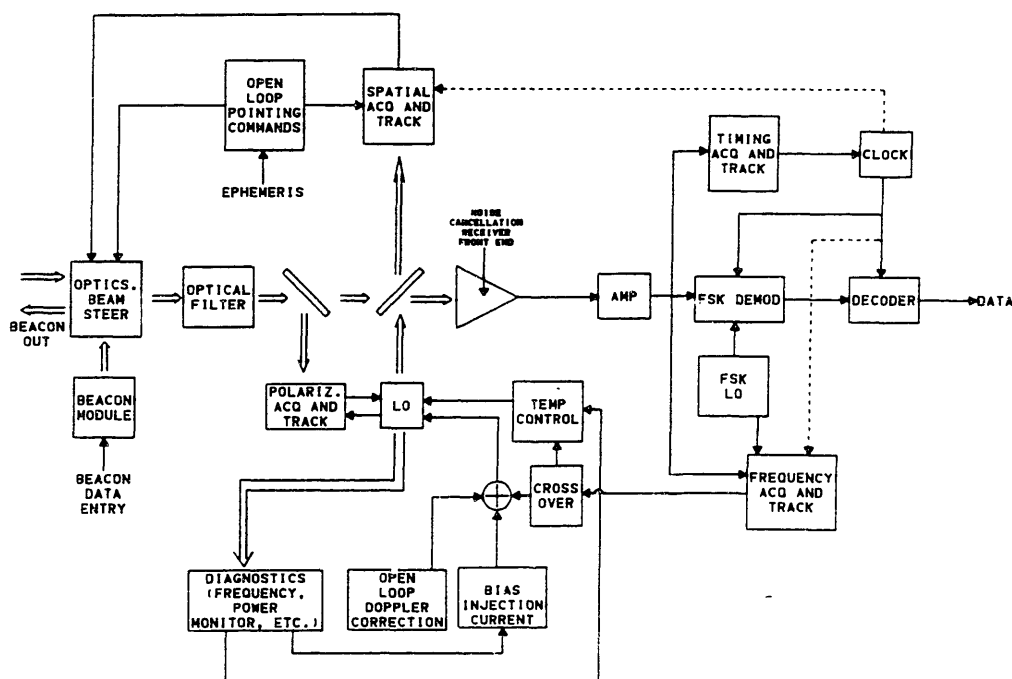 OPEN
LOOP
POINTING
COMMANDS
SPATIAL
ACQ AND
TRACK
EPHEMERIS
TIMING
ACQ AND
TRACK
CLOCK
NOISE
CANCELLATION
RECEIVER
FRONT END
OPTICS.
BEAM
STEER
OPTICAL
FILTER
AMP
FSK DEMOD
DECODER
DATA
BEACON
OUT
BEACON
MODULE
POLARIZ.
ACQ AND
TRACK
LO
TEMP
CONTROL
FSK
LO
BEACON
DATA
ENTRY
CROSS
OVER
FREQUENCY
ACQ AND
TRACK
DIAGNOSTICS
(FREQUENCY,
POWER
MONITOR, ETC.)
OPEN
LOOP
DOPPLER
CORRECTION
BIAS
INJECTION
CURRENT